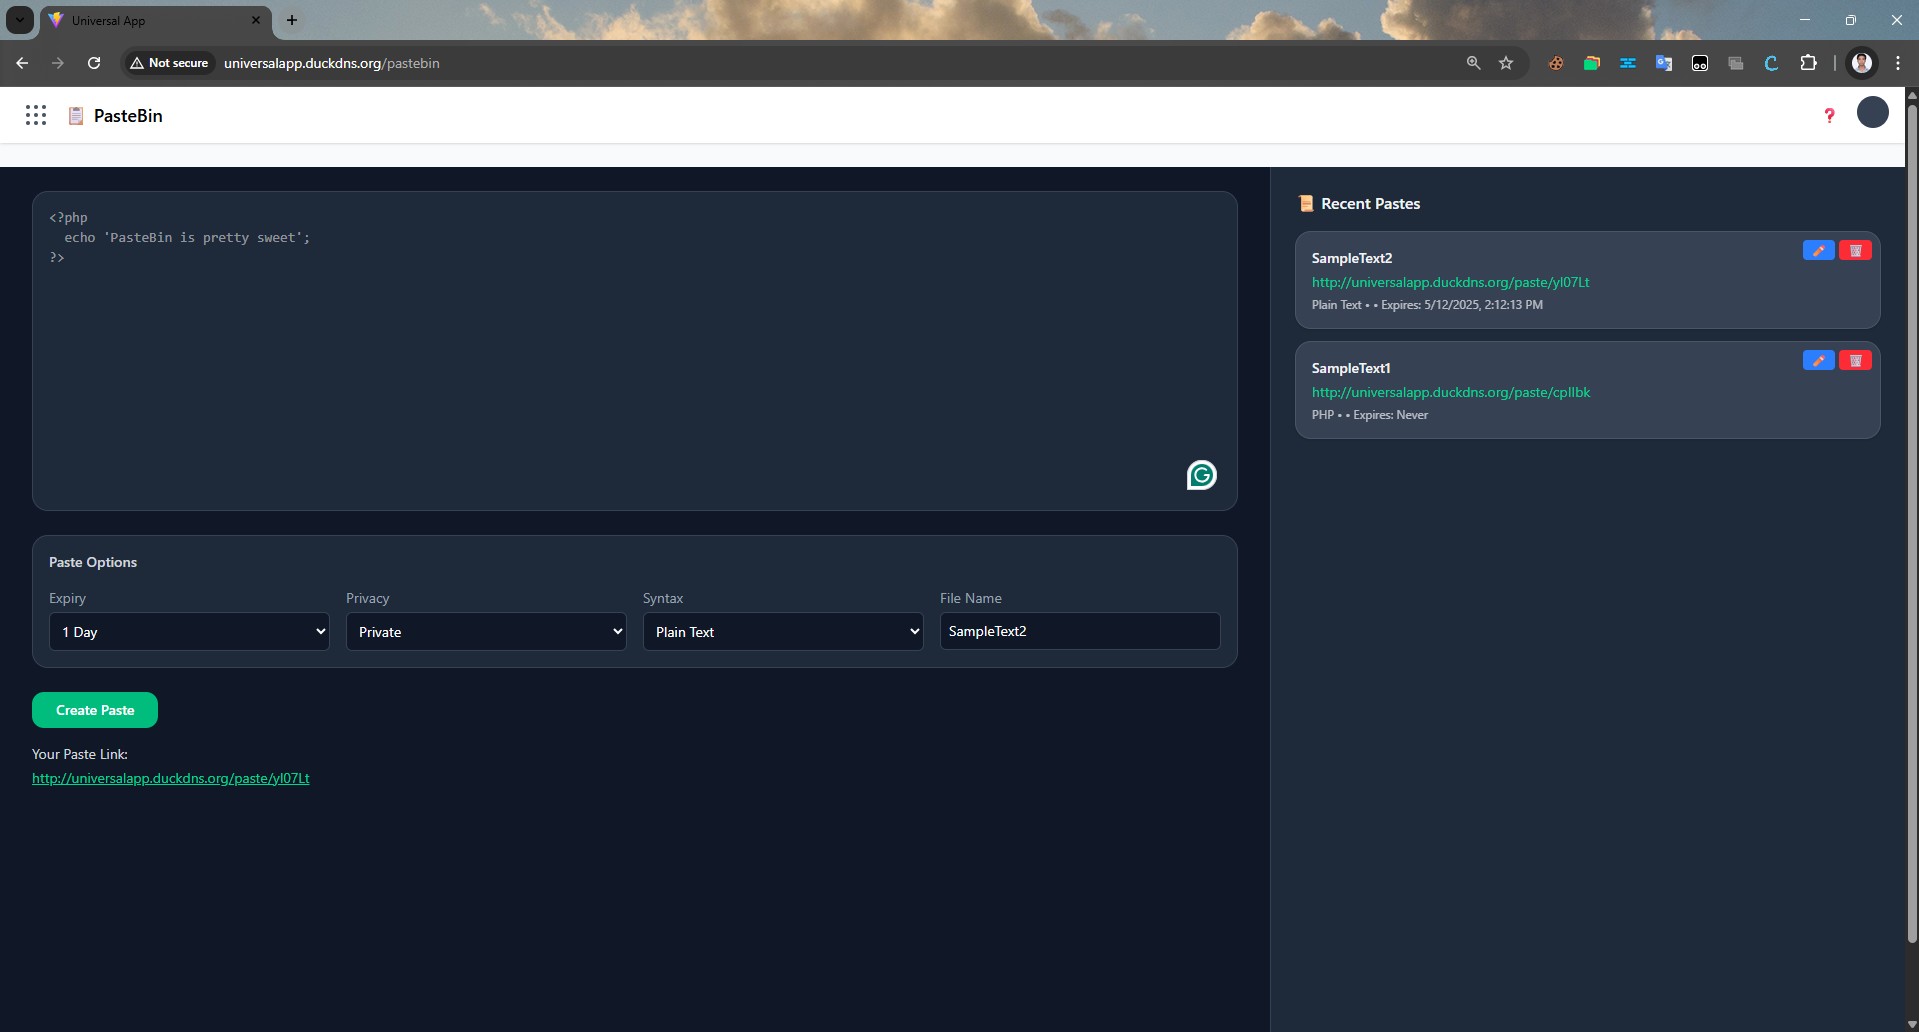 Universal App
Not secure
universalapp.duckdns.org/pastebin
PasteBin
<?php
  echo 'PasteBin is pretty sweet';
?>
Paste Options
Expiry
Privacy
Syntax
File Name
1 Day
Private
Plain Text
SampleText2
Create Paste
Your Paste Link:
http://universalapp.duckdns.org/paste/yl07Lt
Recent Pastes
SampleText2
http://universalapp.duckdns.org/paste/yl07Lt
Plain Text • • Expires: 5/12/2025, 2:12:13 PM
SampleText1
http://universalapp.duckdns.org/paste/cpIlbk
PHP • • Expires: Never